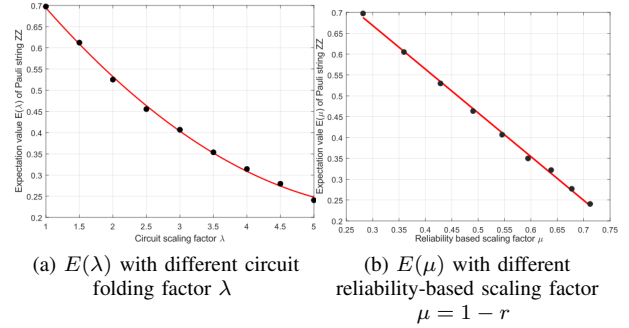 0.7
0.65
0.6
0.55
0.5
0.45
0.4
0.35
0.3
0.25
0.2
1 1.5 2 2.5 3 3.5 4 4.5 5
Expectation value E(λ) of Pauli string ZZ
Circuit scaling factor λ
(a) E(λ) with different circuit
folding factor λ
0.7
0.65
0.6
0.55
0.5
0.45
0.4
0.35
0.3
0.25
0.2
0.25 0.3 0.35 0.4 0.45 0.5 0.55 0.6 0.65 0.7 0.75
Expectation vale E(μ) of Pauli string ZZ
Reliability based scaling factor μ
(b) E(μ) with different
reliability-based scaling factor
μ = 1 − r